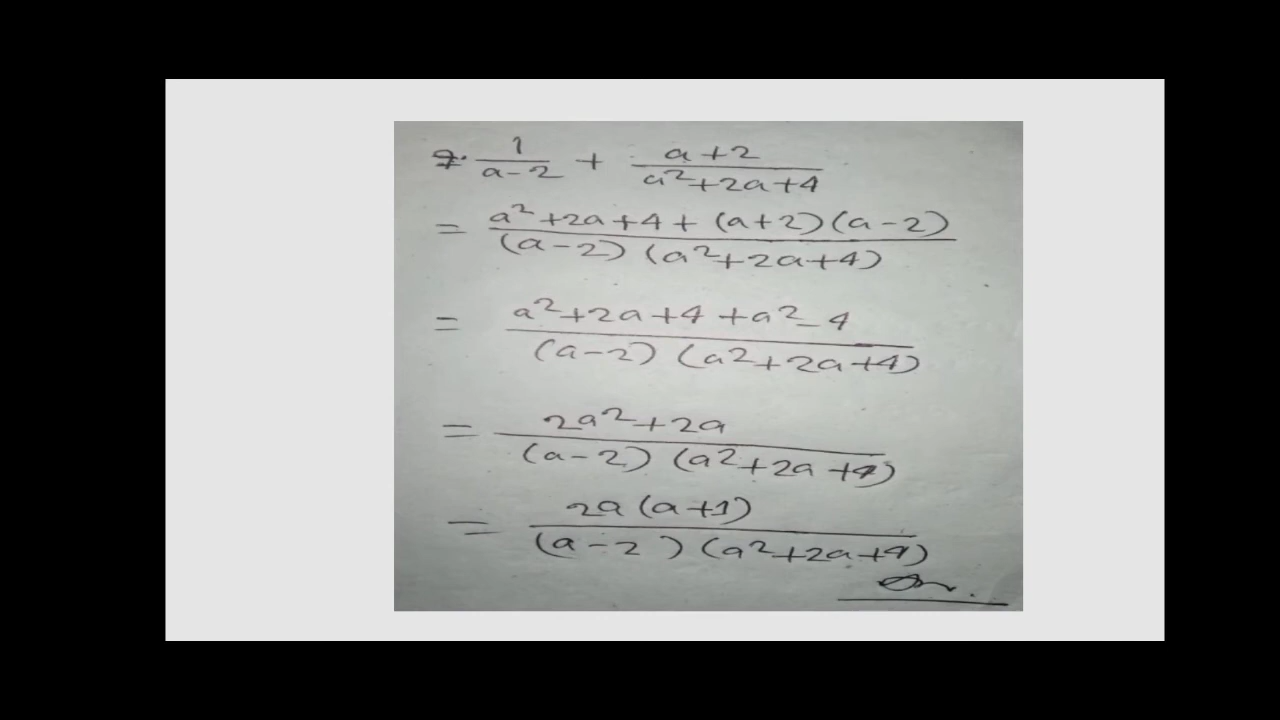 7. 1/(a-2) + (a+2)/(a²+2a+4)
= (a²+2a+4+(a+2)(a-2))/((a-2)(a²+2a+4))
= (a²+2a+4+a²-4)/((a-2)(a²+2a+4))
= (2a²+2a)/((a-2)(a²+2a+4))
= (2a(a+1))/((a-2)(a²+2a+4))